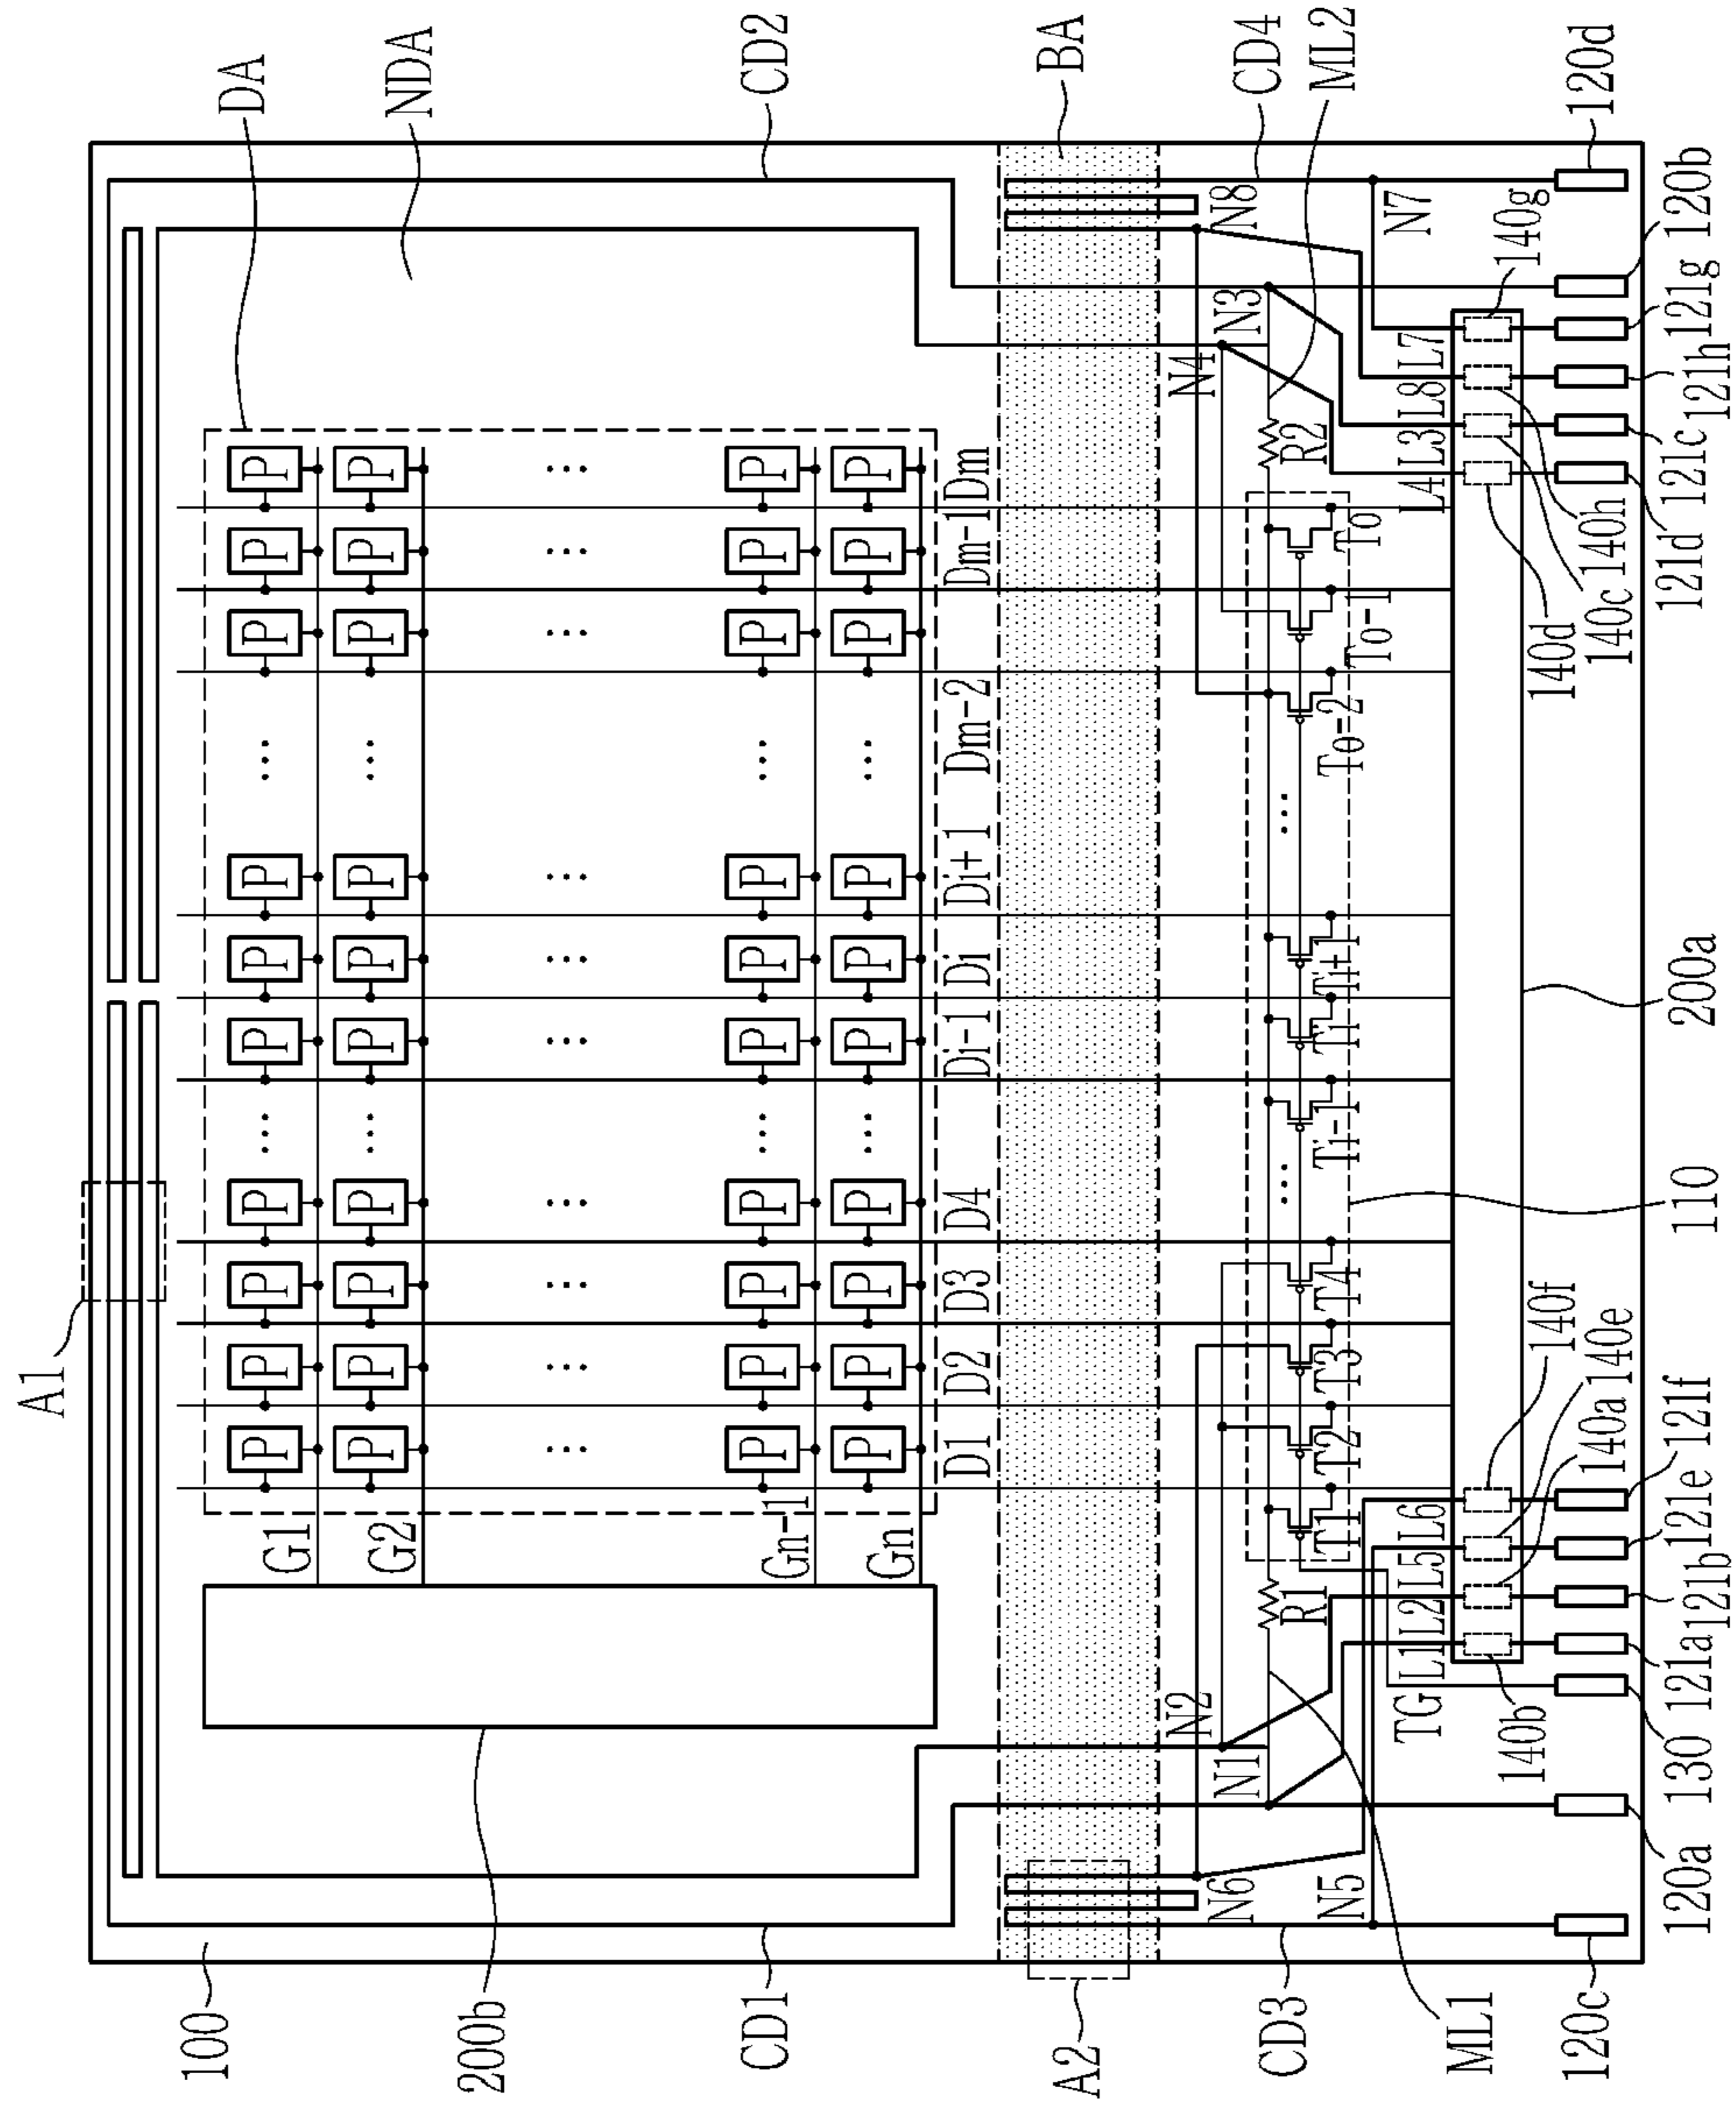 A1
DA
NDA
CD2
BA
CD4
ML2
120d
120b
121g
121h
121c
121d
140g
140h
140c
140d
N8
N7
N3
N4
R2
L7
L8
L3
L4
P P P P P P P P P P
P P P P P P P P P P
... ... ...
P P P P P P P P P P
P P P P P P P P P P
G1
G2
Gn-1
Gn
D1 D2 D3 D4 Di-1 Di Di+1 Dm-2 Dm-1 Dm
T1 T2 T3 T4 ... Ti-1 Ti Ti+1 ... To-2 To-1 To
200a
110
140f
140e
140a
140b
121f
121e
121b
121a
130
120a
120c
TG L1 L2 L5 L6
R1
N2
N1
N6
N5
ML1
CD3
A2
CD1
200b
100